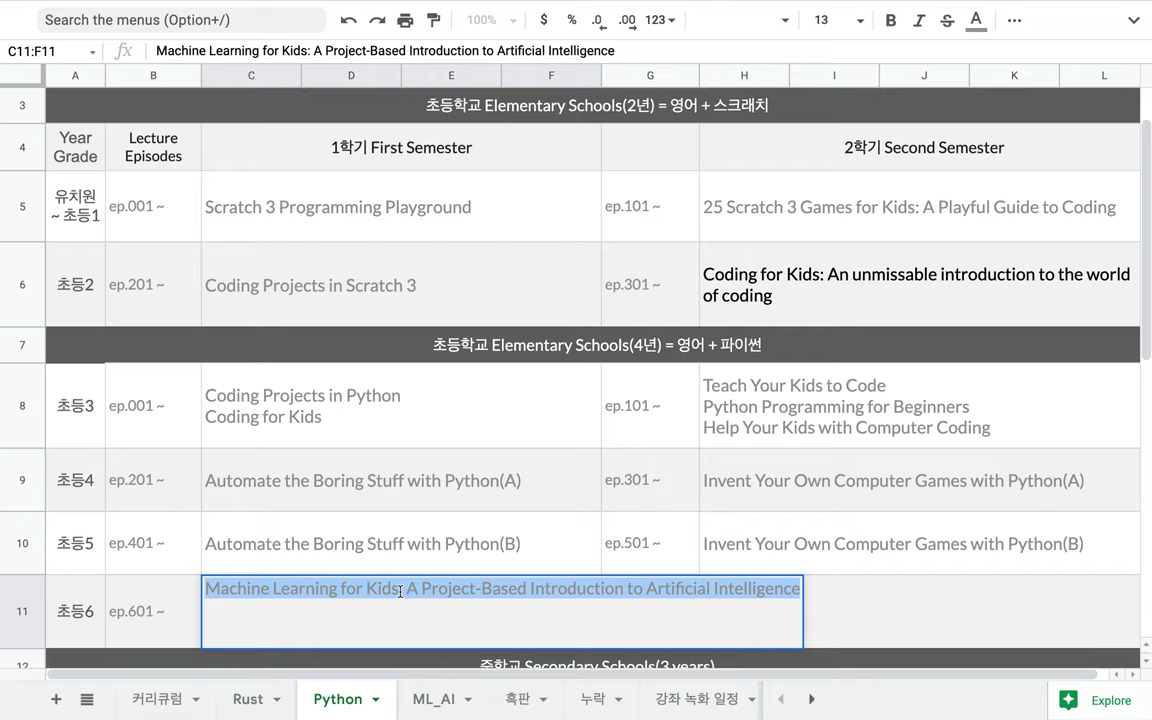 Search the menus (Option+/)
100%
$ % .0 .00 123
13
B I S A
C11:F11
fx
Machine Learning for Kids: A Project-Based Introduction to Artificial Intelligence
A B C D E F G H I J K L
3
초등학교 Elementary Schools(2년) = 영어 + 스크래치
4
Year Grade
Lecture Episodes
1학기 First Semester
2학기 Second Semester
5
유치원
~ 초등1
ep.001 ~
Scratch 3 Programming Playground
ep.101 ~
25 Scratch 3 Games for Kids: A Playful Guide to Coding
6
초등2
ep.201 ~
Coding Projects in Scratch 3
ep.301 ~
Coding for Kids: An unmissable introduction to the world
of coding
7
초등학교 Elementary Schools(4년) = 영어 + 파이썬
8
초등3
ep.001 ~
Coding Projects in Python
Coding for Kids
ep.101 ~
Teach Your Kids to Code
Python Programming for Beginners
Help Your Kids with Computer Coding
9
초등4
ep.201 ~
Automate the Boring Stuff with Python(A)
ep.301 ~
Invent Your Own Computer Games with Python(A)
10
초등5
ep.401 ~
Automate the Boring Stuff with Python(B)
ep.501 ~
Invent Your Own Computer Games with Python(B)
11
초등6
ep.601 ~
Machine Learning for Kids: A Project-Based Introduction to Artificial Intelligence
12
중학교 Secondary Schools(3 years)
커리큘럼 Rust Python ML_AI 흑판 누락 강좌 녹화 일정
Explore